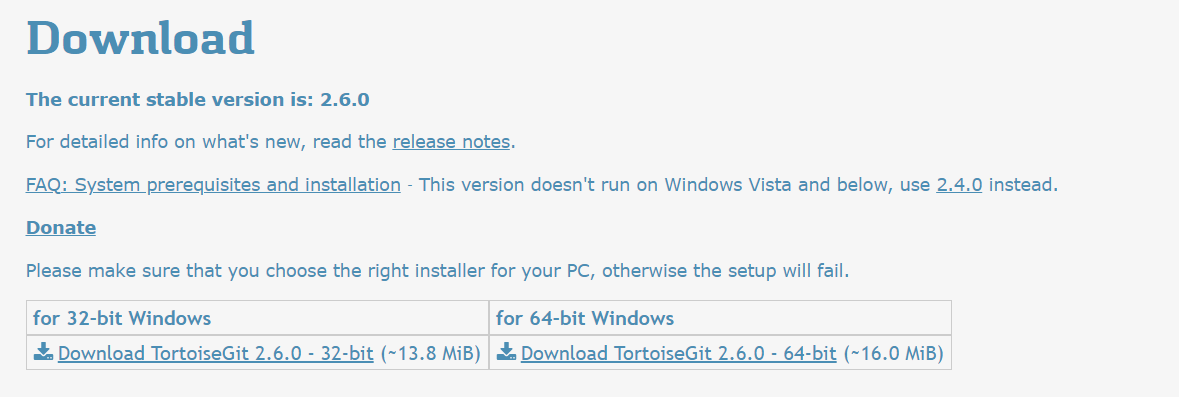 Download
The current stable version is: 2.6.0
For detailed info on what's new, read the release notes.
FAQ: System prerequisites and installation - This version doesn't run on Windows Vista and below, use 2.4.0 instead.
Donate
Please make sure that you choose the right installer for your PC, otherwise the setup will fail.
for 32-bit Windows
for 64-bit Windows
Download TortoiseGit 2.6.0 - 32-bit (~13.8 MiB)
Download TortoiseGit 2.6.0 - 64-bit (~16.0 MiB)